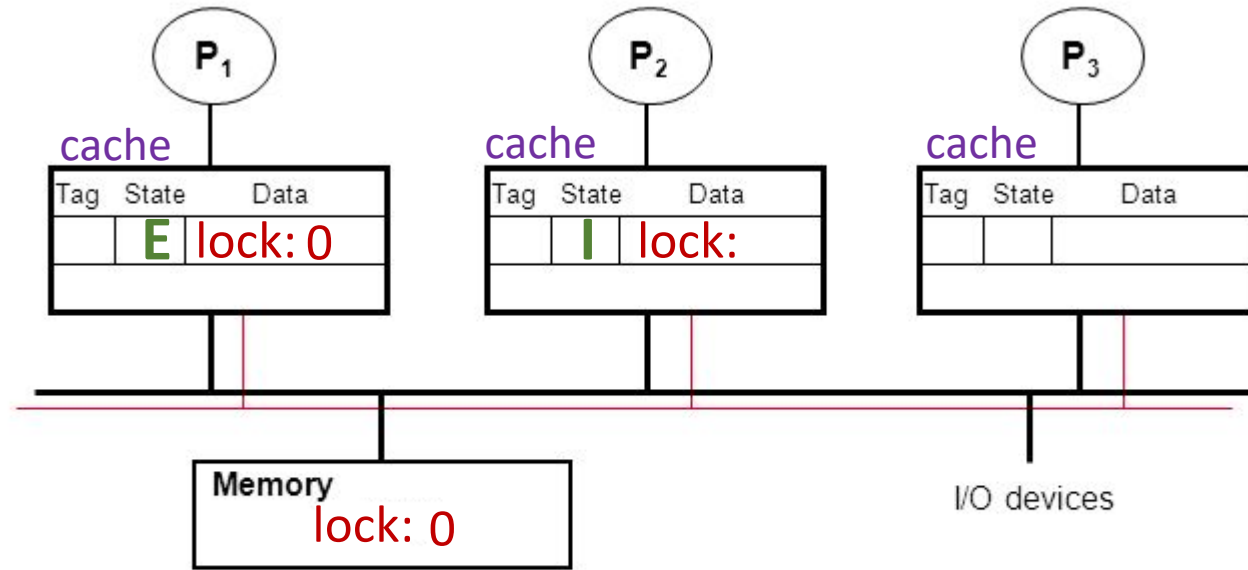 P1 P2 P3
cache cache cache
Tag State Data Tag State Data Tag State Data
E lock: 0 I lock:
Memory
lock: 0
I/O devices